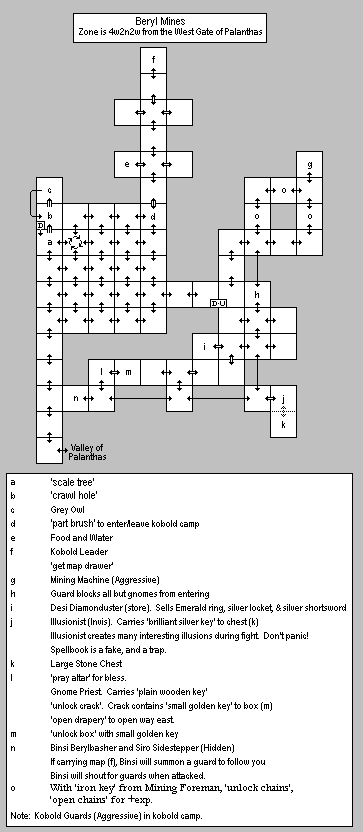 Beryl Mines
Zone is 4w2n2w from the West Gate of Palanthas
f
e
g
c
o
b
d
o
o
D
a
h
D-U
i
l
m
n
j
k
Valley of
Palanthas
a 'scale tree'
b 'crawl hole'
c Grey Owl
d 'part brush' to enter/leave kobold camp
e Food and Water
f Kobold Leader
'get map drawer'
g Mining Machine (Aggressive)
h Guard blocks all but gnomes from entering
i Desi Diamonduster (store). Sells Emerald ring, silver locket, & silver shortsword
j Illusionist (Invis). Carries 'brilliant silver key' to chest (k)
Illusionist creates many interesting illusions during fight. Don't panic!
Spellbook is a fake, and a trap.
k Large Stone Chest
l 'pray altar' for bless.
Gnome Priest. Carries 'plain wooden key'
'unlock crack'. Crack contains 'small golden key' to box (m)
'open drapery' to open way east.
m 'unlock box' with small golden key
n Binsi Berylbasher and Siro Sidestepper (Hidden)
If carrying map (f), Binsi will summon a guard to follow you
Binsi will shout for guards when attacked.
o With 'iron key' from Mining Foreman, 'unlock chains',
'open chains' for +exp.
Note: Kobold Guards (Aggressive) in kobold camp.